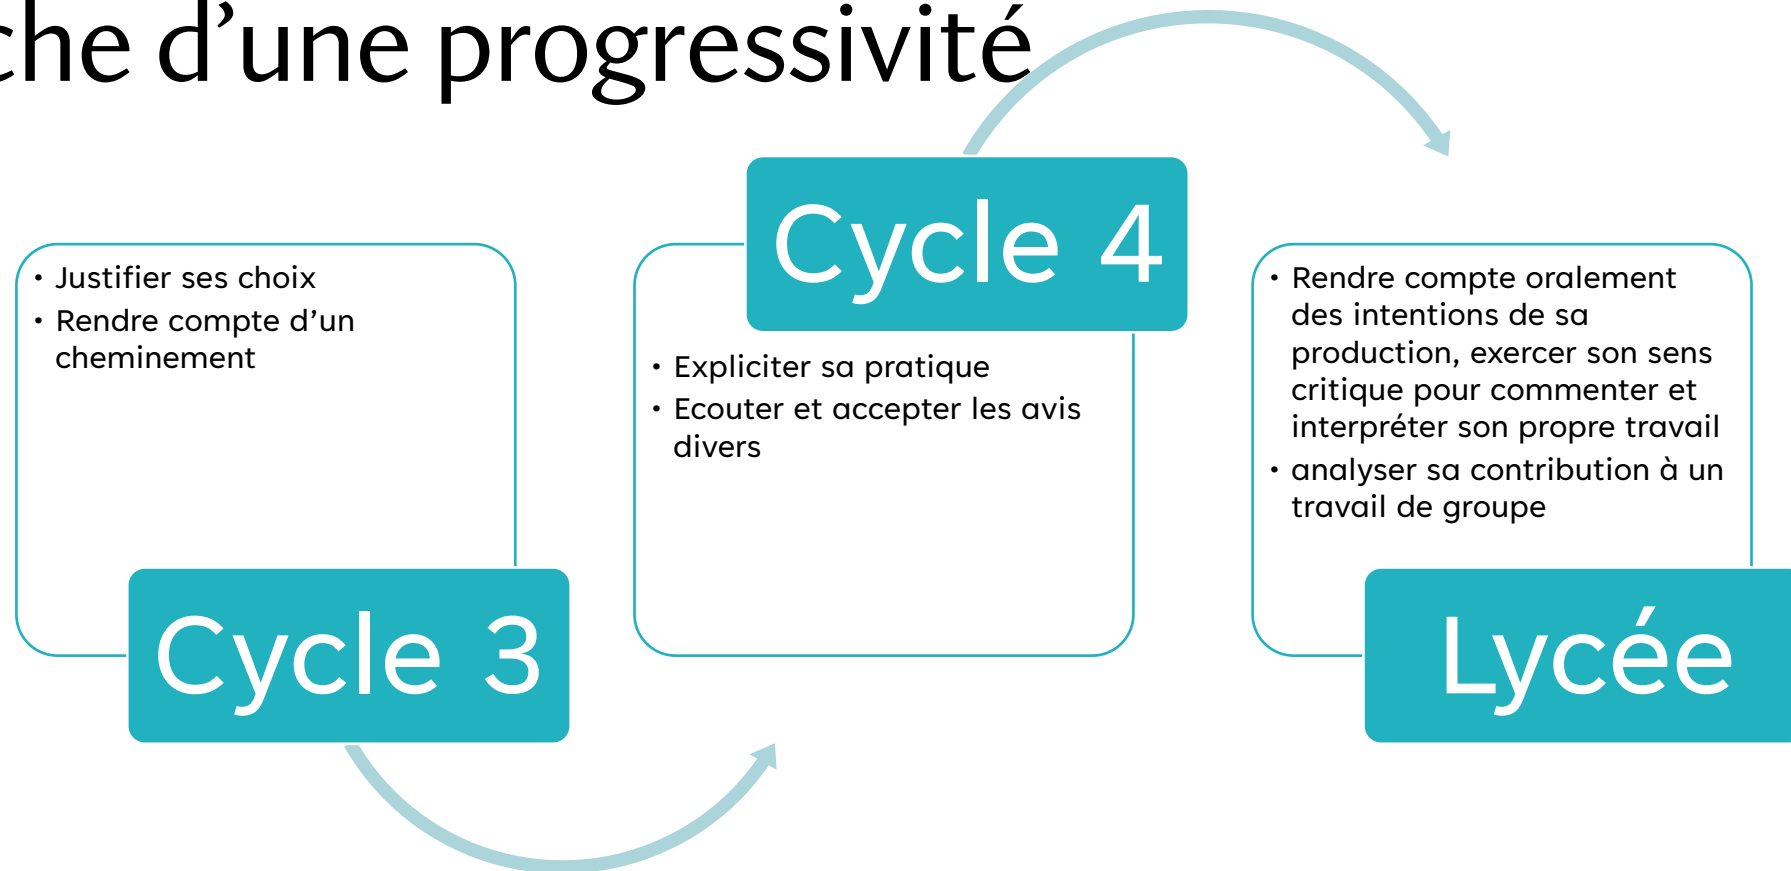 che d’une progressivité
• Justifier ses choix
• Rendre compte d’un
cheminement
Cycle 3
Cycle 4
• Expliciter sa pratique
• Ecouter et accepter les avis
divers
• Rendre compte oralement
des intentions de sa
production, exercer son sens
critique pour commenter et
interpréter son propre travail
• analyser sa contribution à un
travail de groupe
Lycée